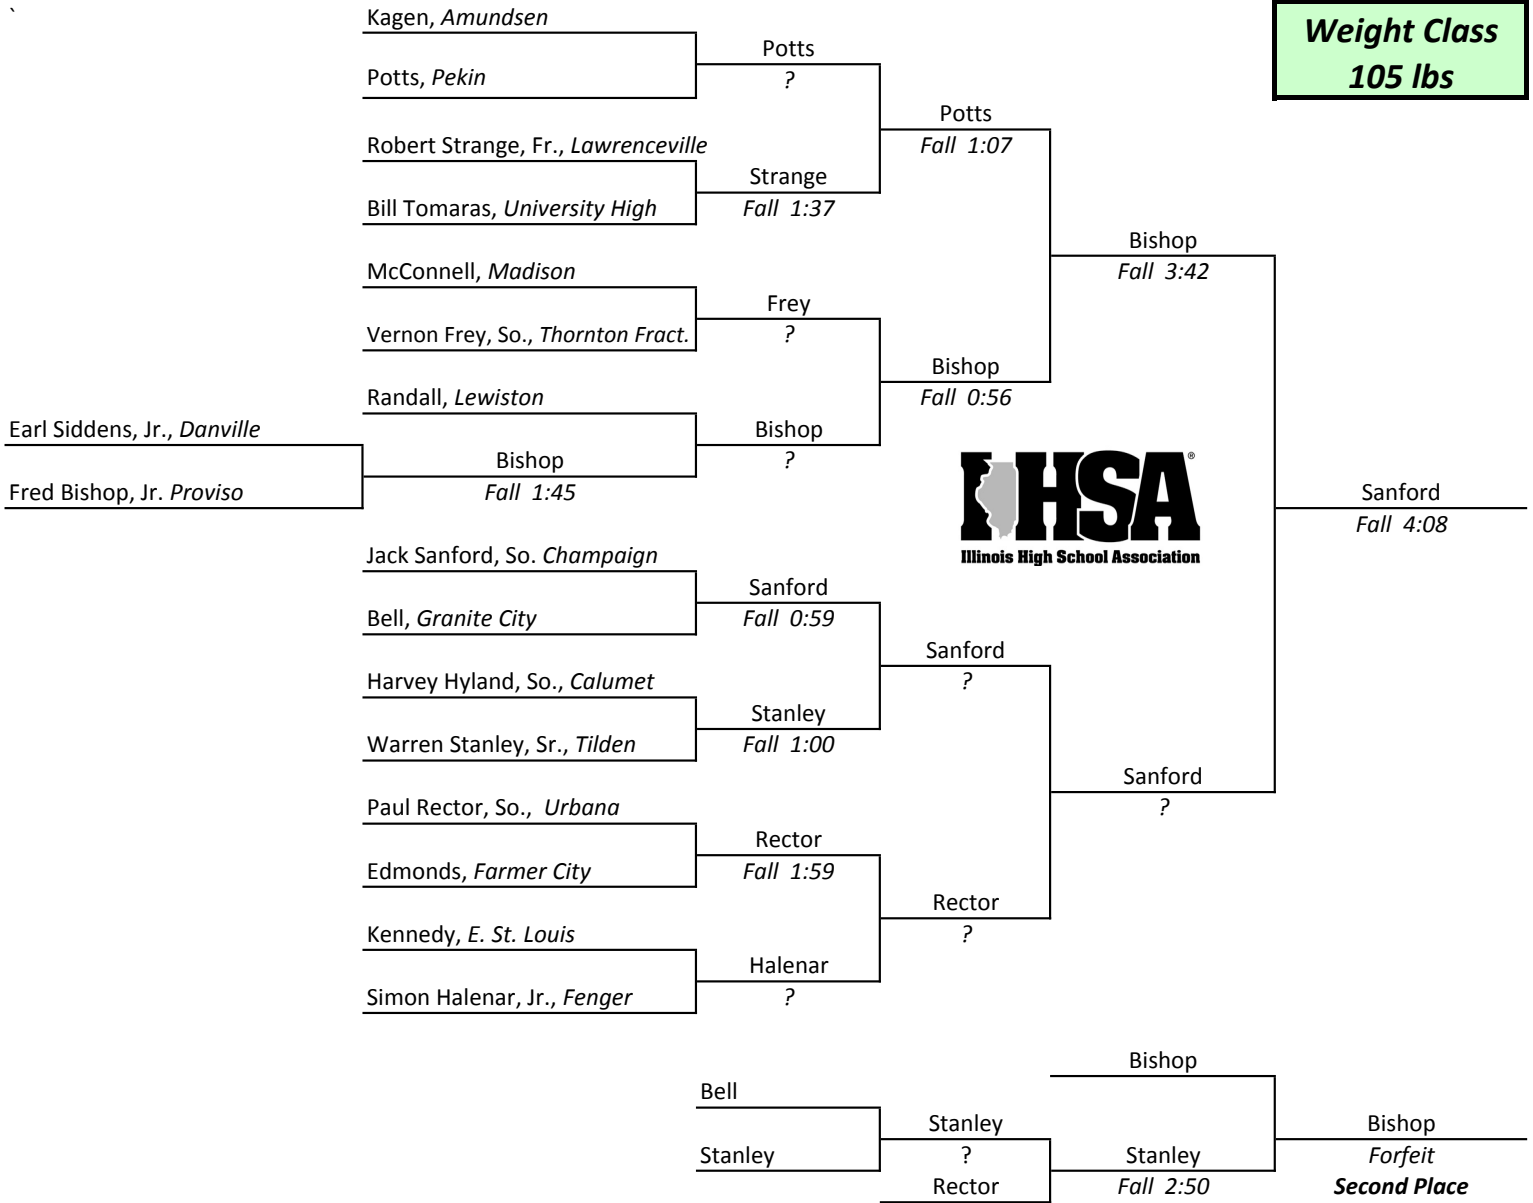 `
Kagen, Amundsen
Weight Class
105 lbs
Potts
Potts, Pekin
?
Potts
Robert Strange, Fr., Lawrenceville
Fall 1:07
Strange
Bill Tomaras, University High
Fall 1:37
Bishop
McConnell, Madison
Fall 3:42
Frey
Vernon Frey, So., Thornton Fract.
?
Bishop
Randall, Lewiston
Fall 0:56
Earl Siddens, Jr., Danville
Bishop
Bishop
?
Fred Bishop, Jr. Proviso
Fall 1:45
IHSA®
Illinois High School Association
Sanford
Fall 4:08
Jack Sanford, So. Champaign
Sanford
Bell, Granite City
Fall 0:59
Sanford
Harvey Hyland, So., Calumet
?
Stanley
Warren Stanley, Sr., Tilden
Fall 1:00
Sanford
Paul Rector, So., Urbana
?
Rector
Edmonds, Farmer City
Fall 1:59
Rector
Kennedy, E. St. Louis
?
Halenar
Simon Halenar, Jr., Fenger
?
Bishop
Bell
Stanley
Bishop
Stanley
?
Stanley
Forfeit
Rector
Fall 2:50
Second Place